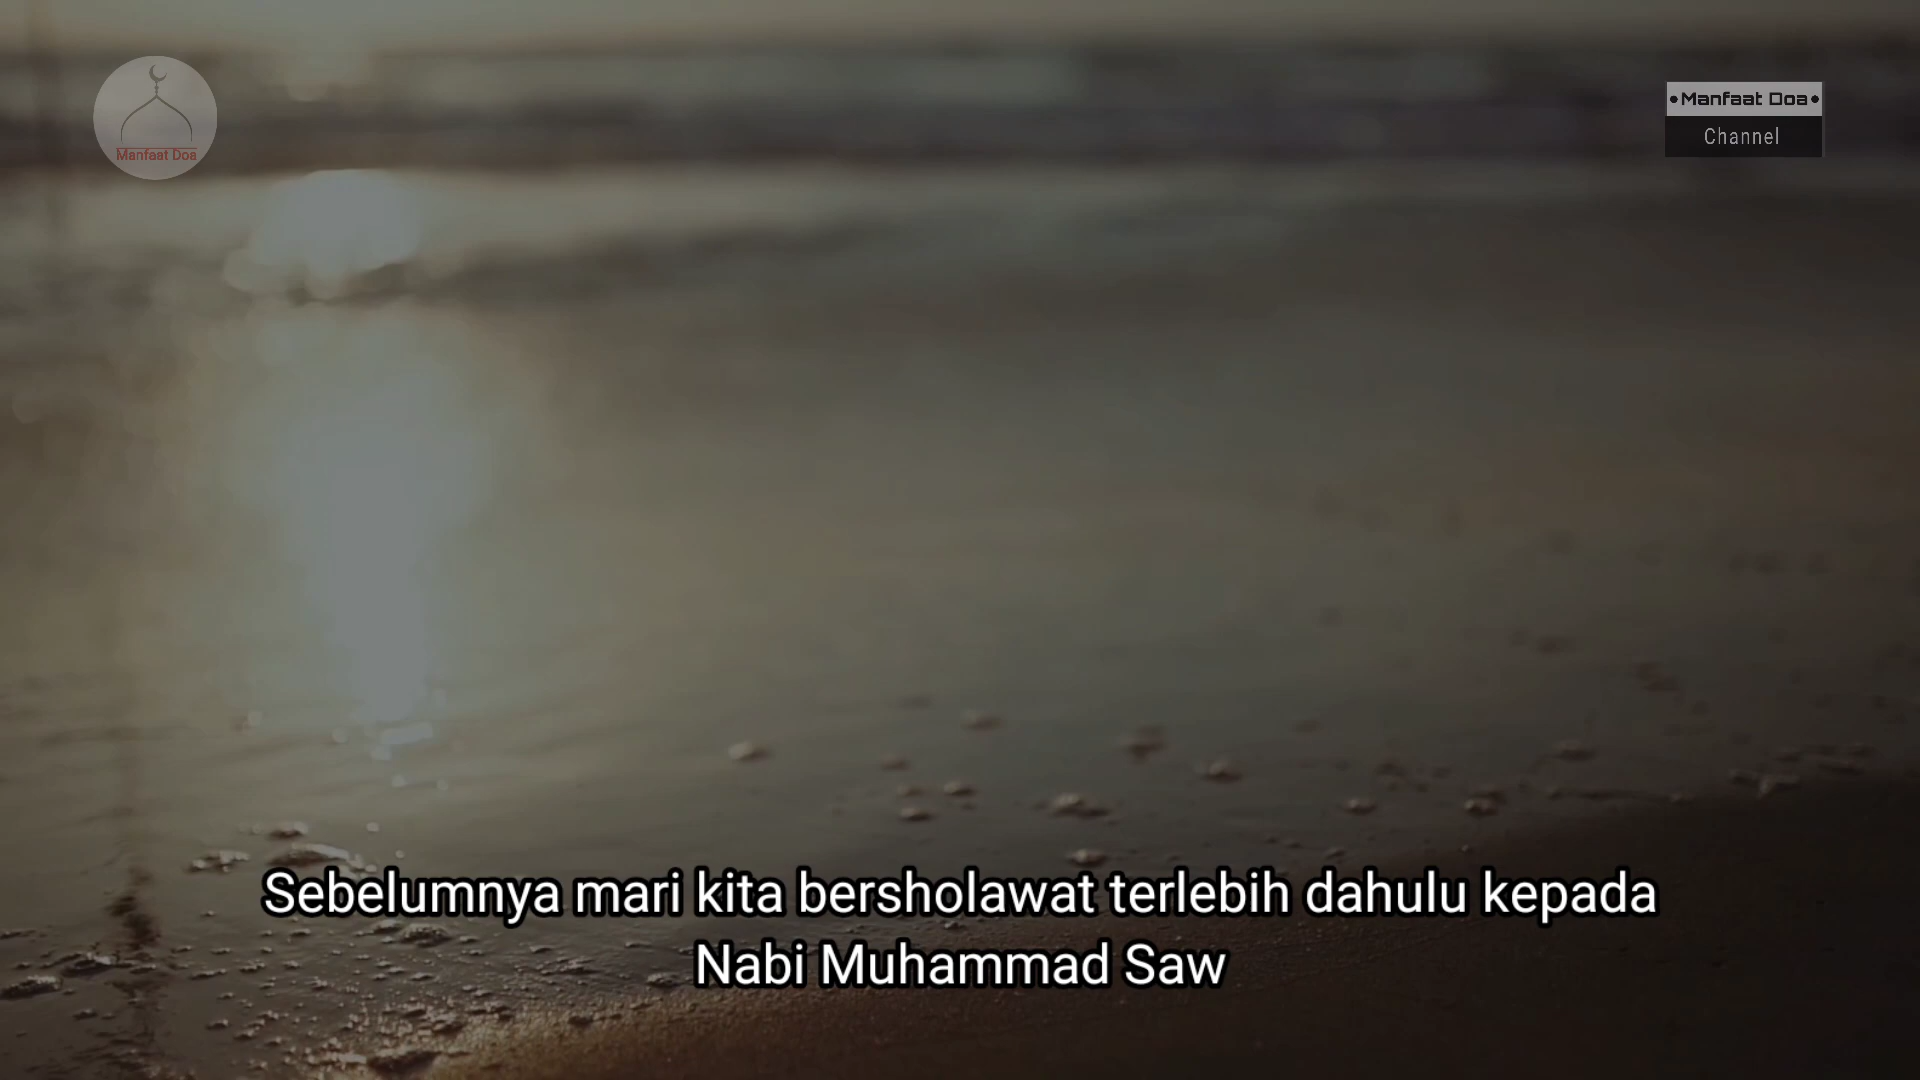 Manfaat Doa
•Manfaat Doa•
Channel
Sebelumnya mari kita bersholawat terlebih dahulu kepada
Nabi Muhammad Saw